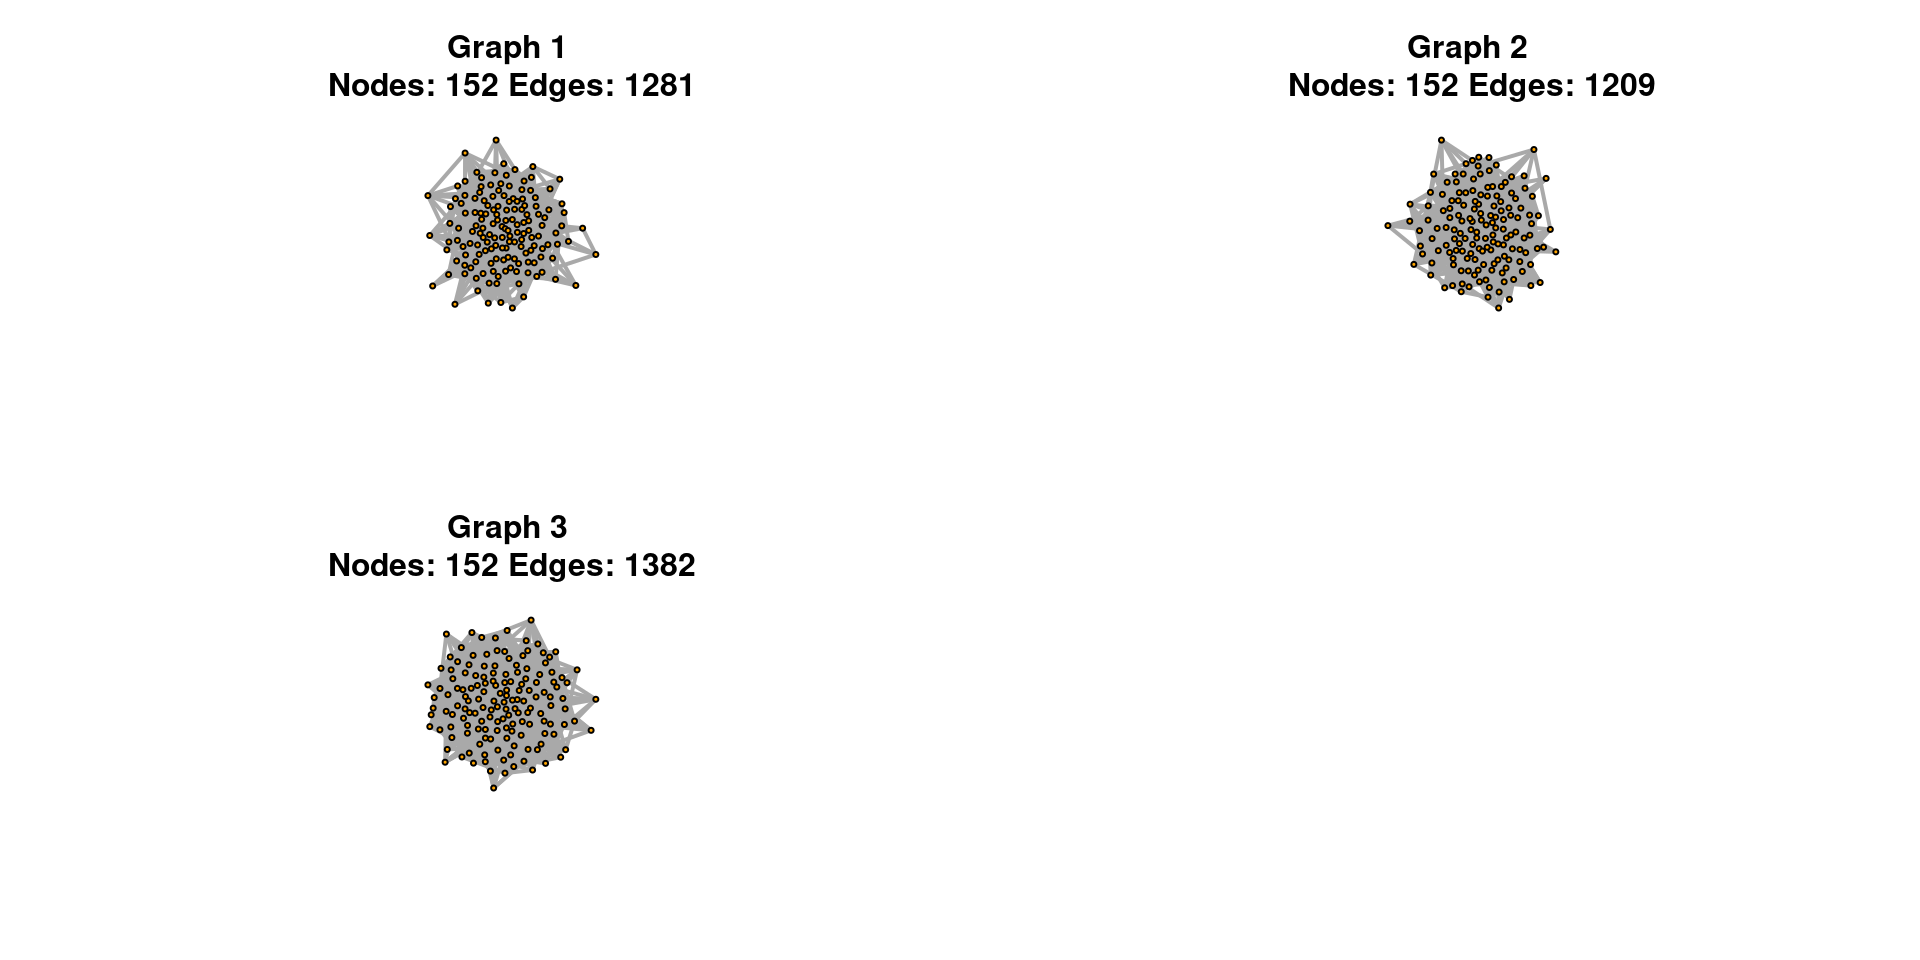 Graph 1
Nodes: 152 Edges: 1281
Graph 2
Nodes: 152 Edges: 1209
Graph 3
Nodes: 152 Edges: 1382